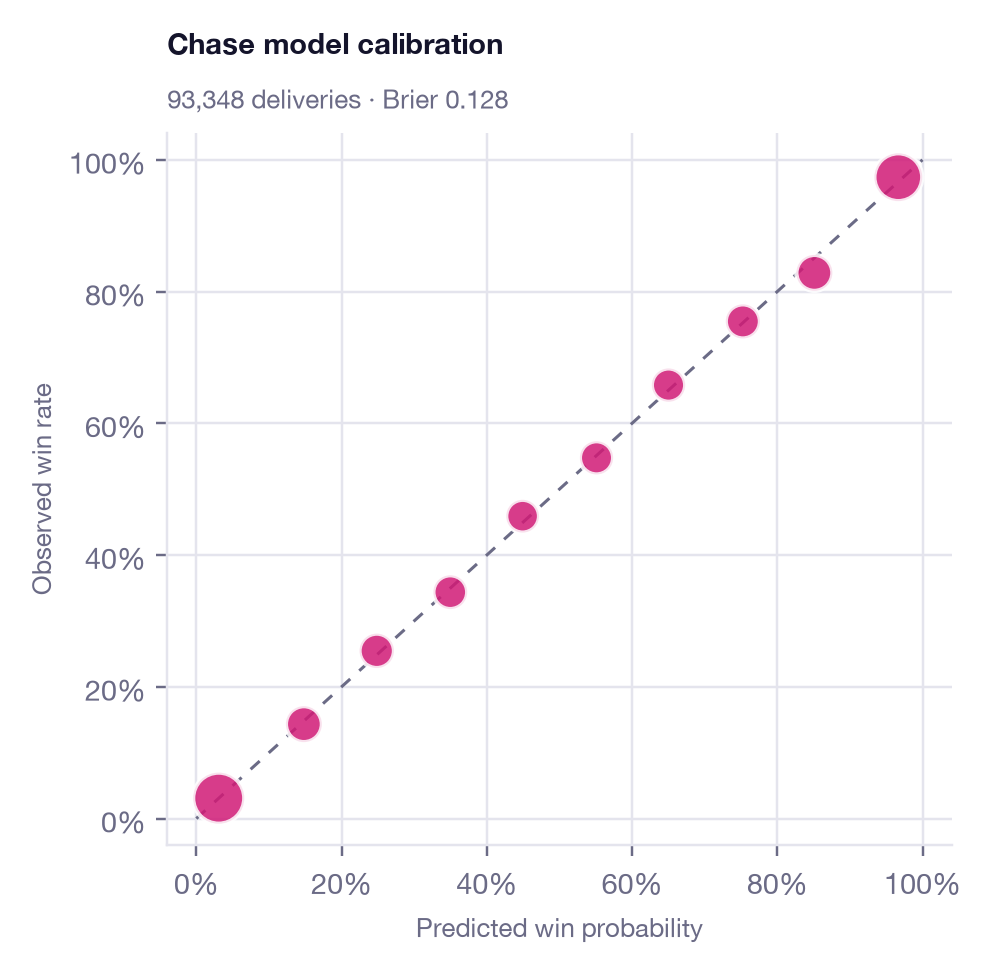 Chase model calibration
93,348 deliveries · Brier 0.128
100%
80%
60%
40%
20%
0%
Observed win rate
0% 20% 40% 60% 80% 100%
Predicted win probability